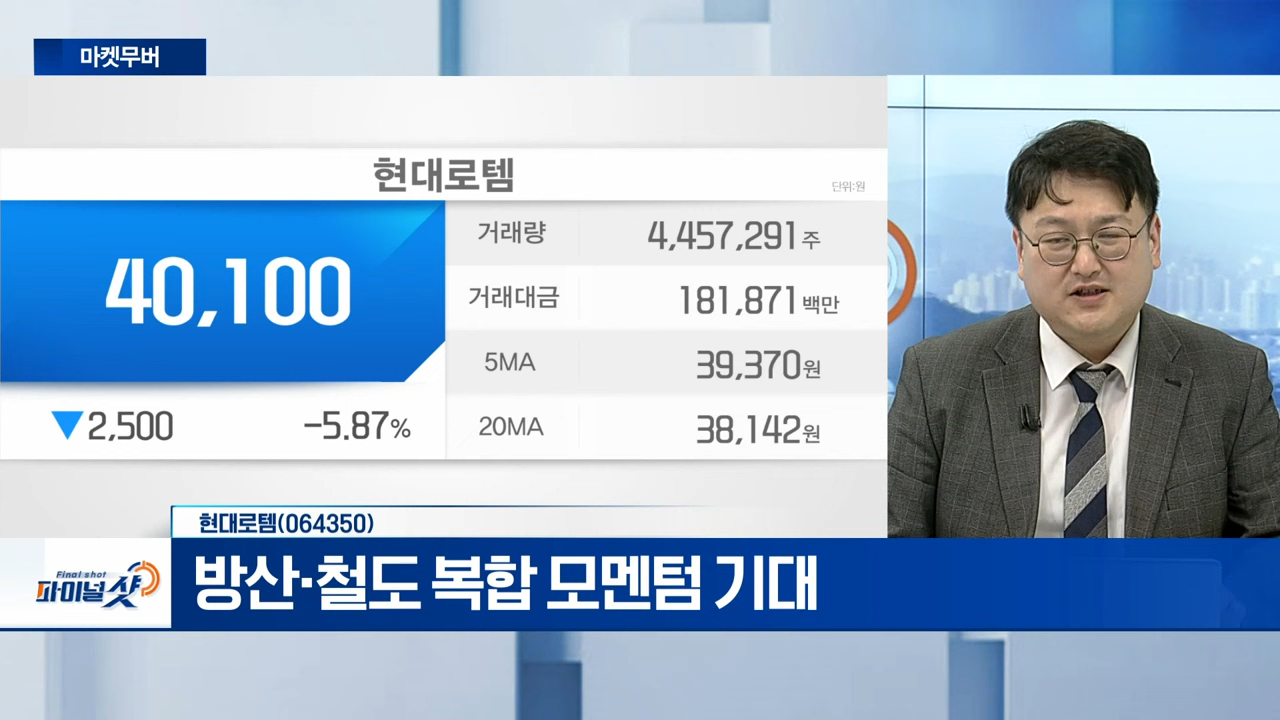 마켓무버
현대로템
단위:원
40,100
▼2,500 -5.87%
거래량 4,457,291주
거래대금 181,871백만
5MA 39,370원
20MA 38,142원
현대로템(064350)
Final shot
파이널샷
방산·철도 복합 모멘텀 기대